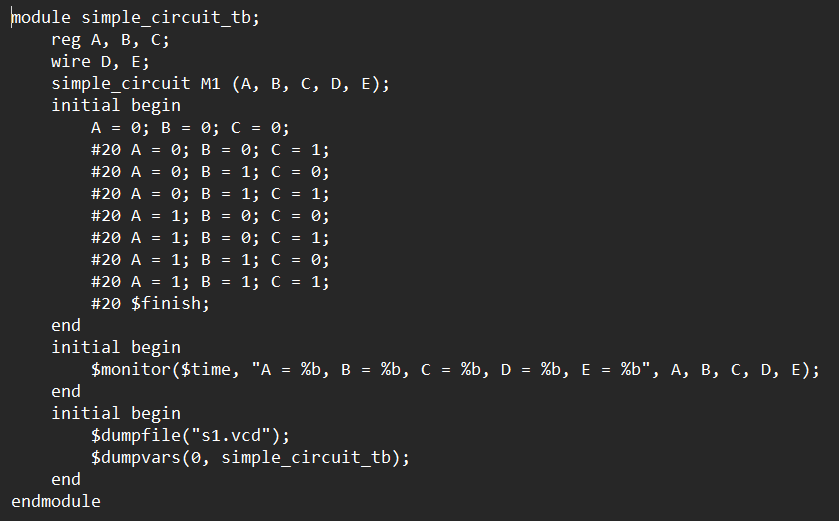 module simple_circuit_tb;
    reg A, B, C;
    wire D, E;
    simple_circuit M1 (A, B, C, D, E);
    initial begin
        A = 0; B = 0; C = 0;
        #20 A = 0; B = 0; C = 1;
        #20 A = 0; B = 1; C = 0;
        #20 A = 0; B = 1; C = 1;
        #20 A = 1; B = 0; C = 0;
        #20 A = 1; B = 0; C = 1;
        #20 A = 1; B = 1; C = 0;
        #20 A = 1; B = 1; C = 1;
        #20 $finish;
    end
    initial begin
        $monitor($time, "A = %b, B = %b, C = %b, D = %b, E = %b", A, B, C, D, E);
    end
    initial begin
        $dumpfile("s1.vcd");
        $dumpvars(0, simple_circuit_tb);
    end
endmodule